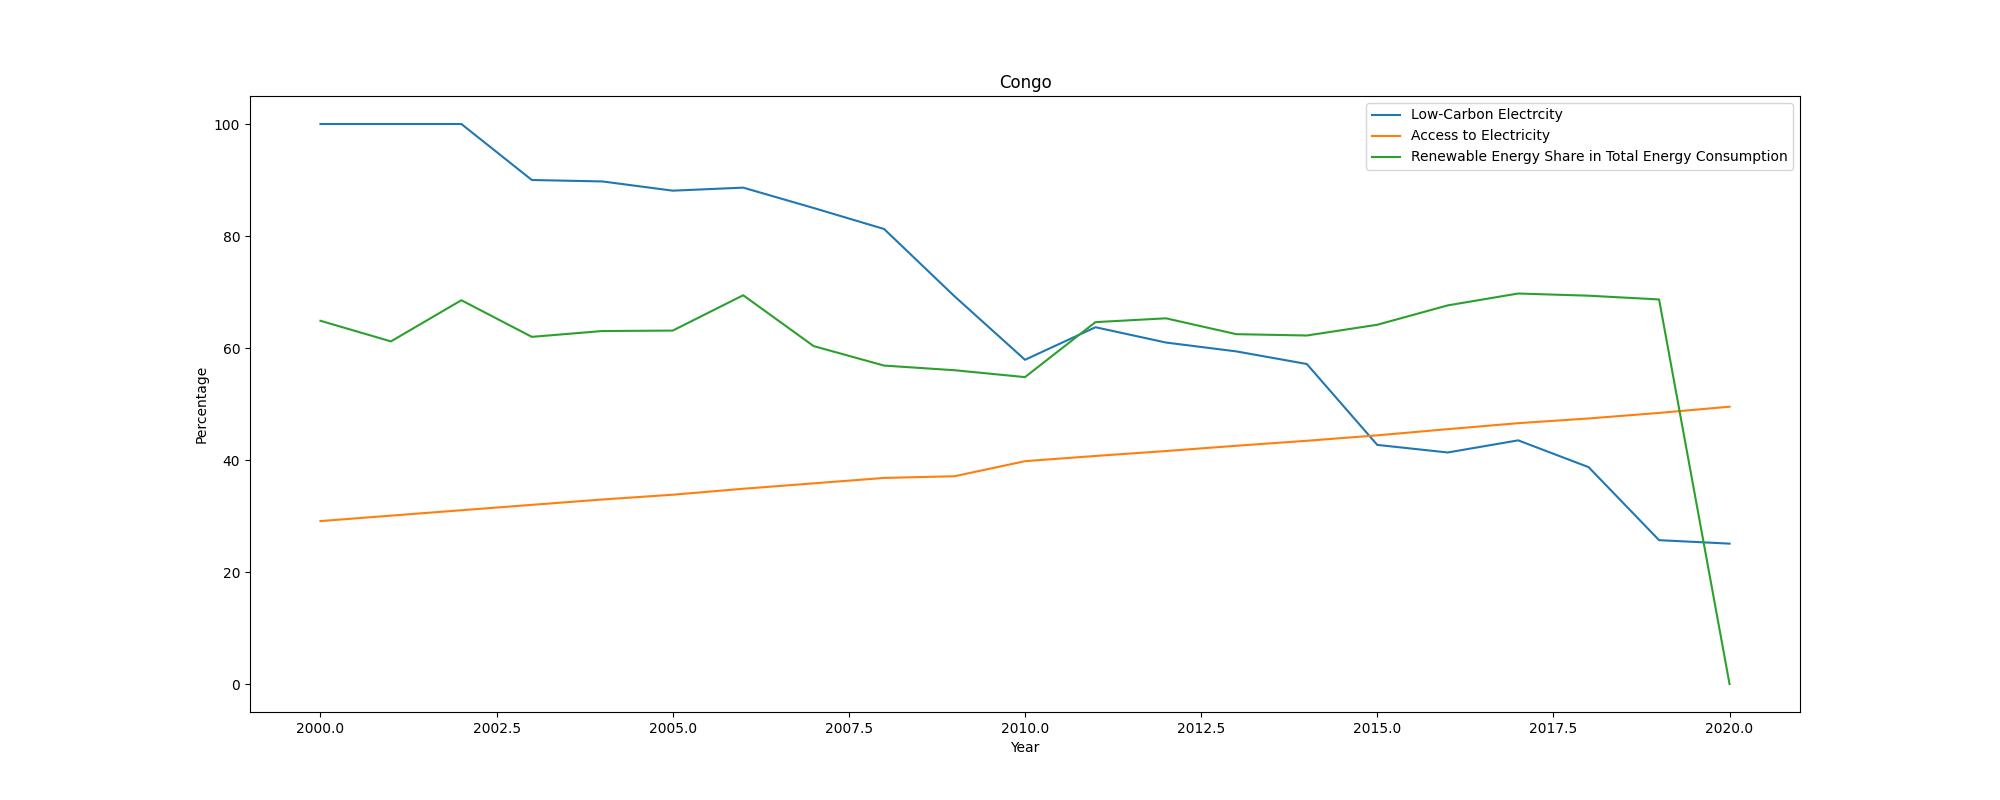 Congo
Low-Carbon Electrcity
Access to Electricity
Renewable Energy Share in Total Energy Consumption
Percentage
100
80
60
40
20
0
2000.0 2002.5 2005.0 2007.5 2010.0 2012.5 2015.0 2017.5 2020.0
Year